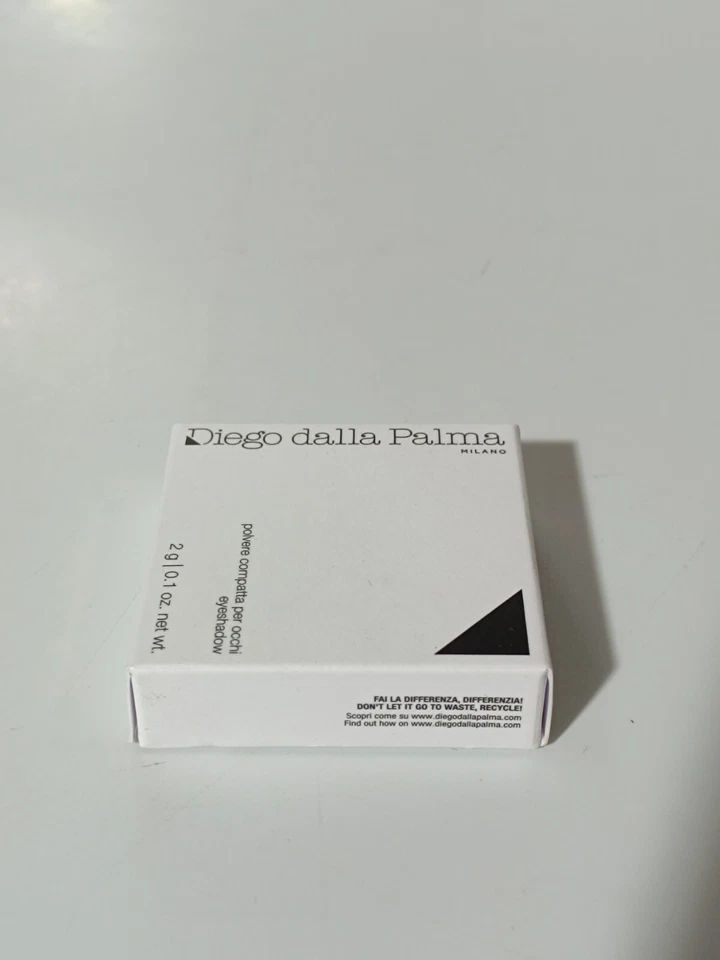 Diego dalla Palma
MILANO
polvere compatta per occhi
eyeshadow
2 g | 0.1 oz. net wt.
FAI LA DIFFERENZA, DIFFERENZIA!
DON'T LET IT GO TO WASTE, RECYCLE!
Scopri come su www.diegodallapalma.com
Find out how on www.diegodallapalma.com